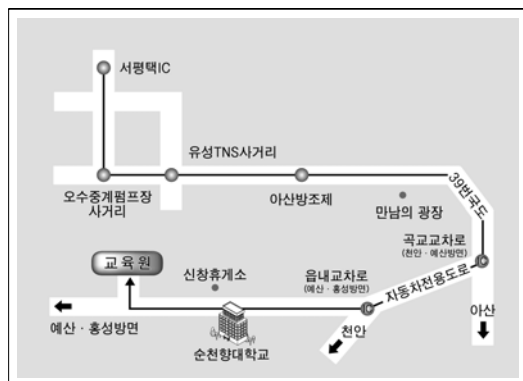 서평택IC
유성TNS사거리
오수중계펌프장
사거리
아산방조제
만남의 광장
39번국도
곡교교차로
(천안·예산방면)
교육원
신창휴게소
읍내교차로
(예산·홍성방면)
자동차전용도로
아산
예산·홍성방면
순천향대학교
천안